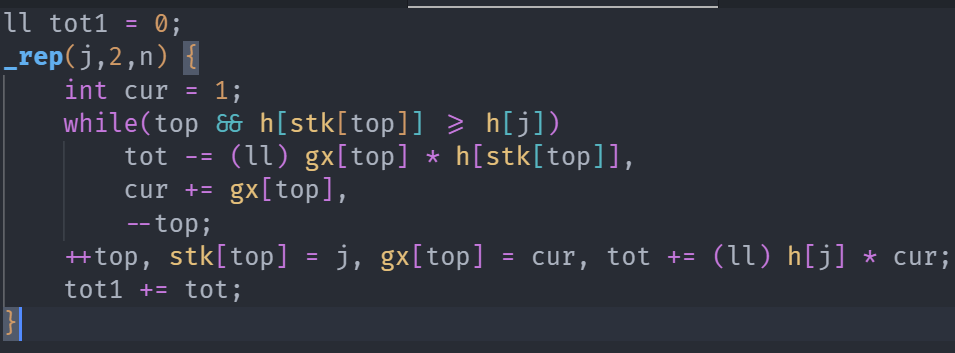 ll tot1 = 0;
_rep(j,2,n) {
    int cur = 1;
    while(top && h[stk[top]] >= h[j])
        tot -= (ll) gx[top] * h[stk[top]],
        cur += gx[top],
        --top;
    ++top, stk[top] = j, gx[top] = cur, tot += (ll) h[j] * cur;
    tot1 += tot;
}